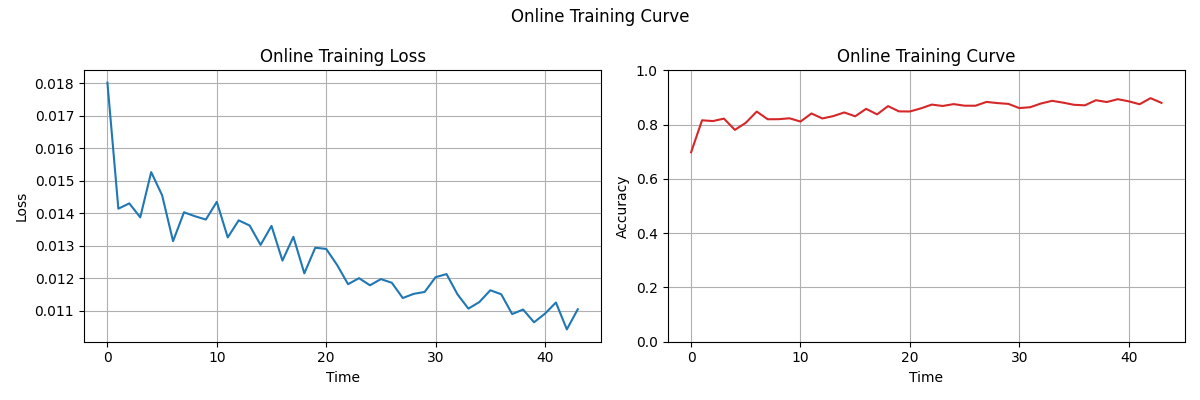 Online Training Curve
Online Training Loss
0.018
0.017
0.016
0.015
0.014
0.013
0.012
0.011
Loss
0 10 20 30 40
Time
Online Training Curve
1.0
0.8
0.6
0.4
0.2
0.0
Accuracy
0 10 20 30 40
Time